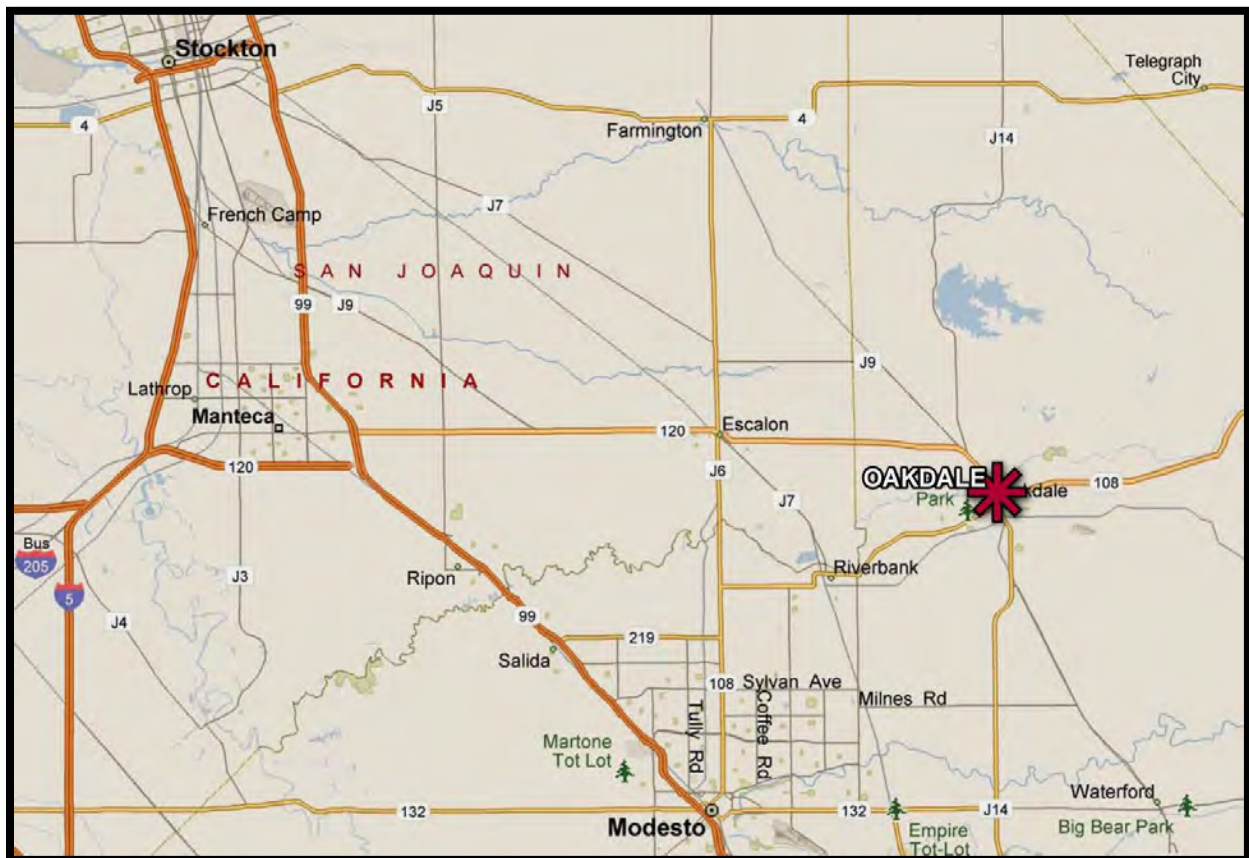 Stockton
Telegraph
City
J5
4
Farmington
4
J14
J7
French Camp
SAN JOAQUIN
99
J9
J9
CALIFORNIA
Lathrop
Manteca
120
Escalon
120
J6
OAKDALE
Park
kdale
108
J7
Bus
205
5
J3
J4
Ripon
Riverbank
99
219
Salida
108
Sylvan Ave
Milnes Rd
Tully Rd
Coffee Rd
Martone
Tot Lot
132
Modesto
132
J14
Waterford
Empire
Tot-Lot
Big Bear Park